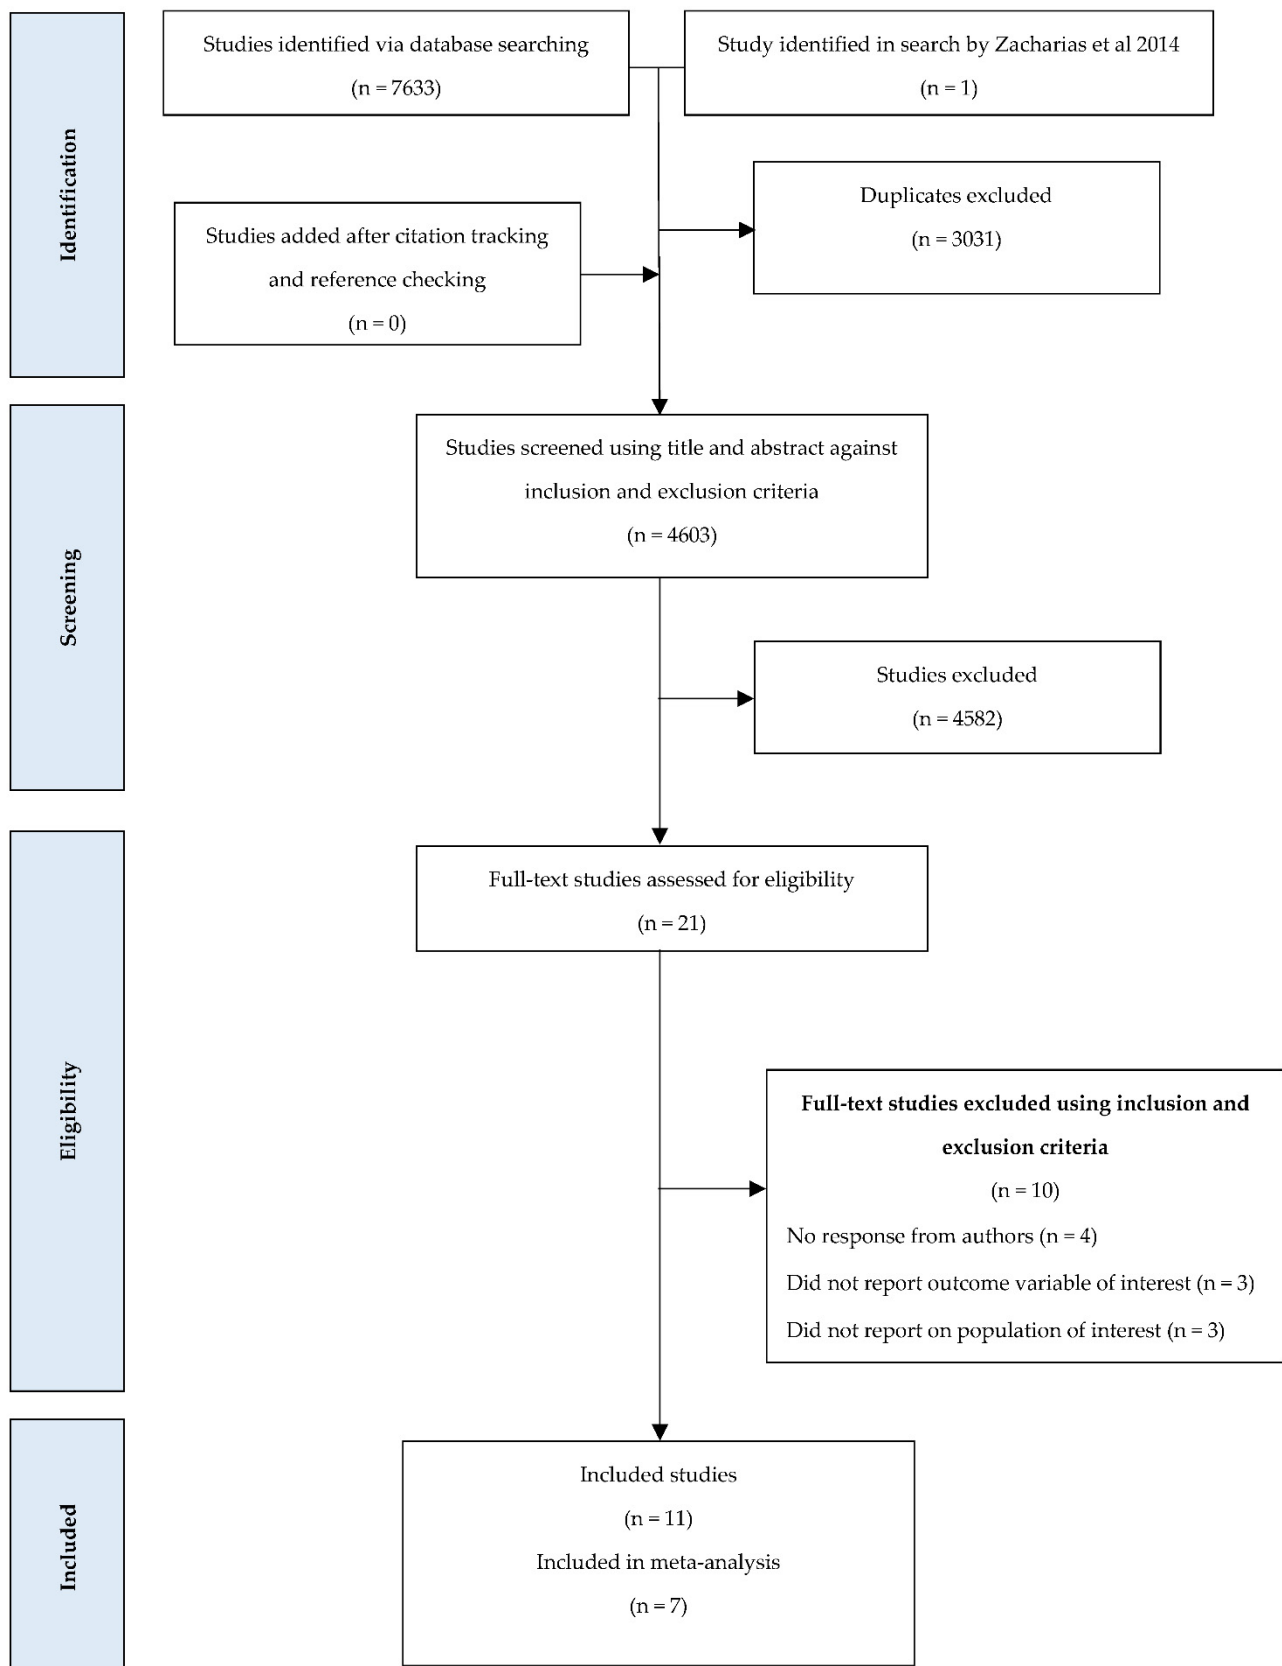 Identification
Studies identified via database searching
(n = 7633)
Study identified in search by Zacharias et al 2014
(n = 1)
Duplicates excluded
(n = 3031)
Studies added after citation tracking
and reference checking
(n = 0)
Screening
Studies screened using title and abstract against
inclusion and exclusion criteria
(n = 4603)
Studies excluded
(n = 4582)
Eligibility
Full-text studies assessed for eligibility
(n = 21)
Full-text studies excluded using inclusion and
exclusion criteria
(n = 10)
No response from authors (n = 4)
Did not report outcome variable of interest (n = 3)
Did not report on population of interest (n = 3)
Included
Included studies
(n = 11)
Included in meta-analysis
(n = 7)